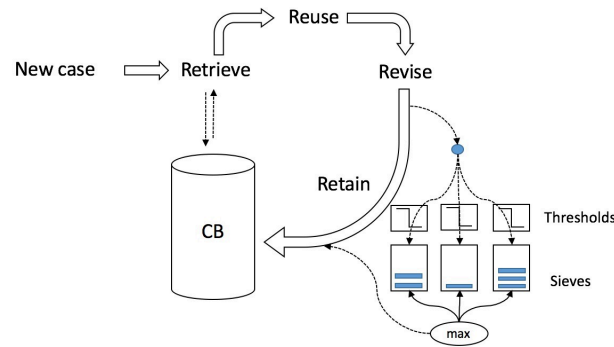 Reuse
New case
Retrieve
Revise
Retain
CB
Thresholds
Sieves
max